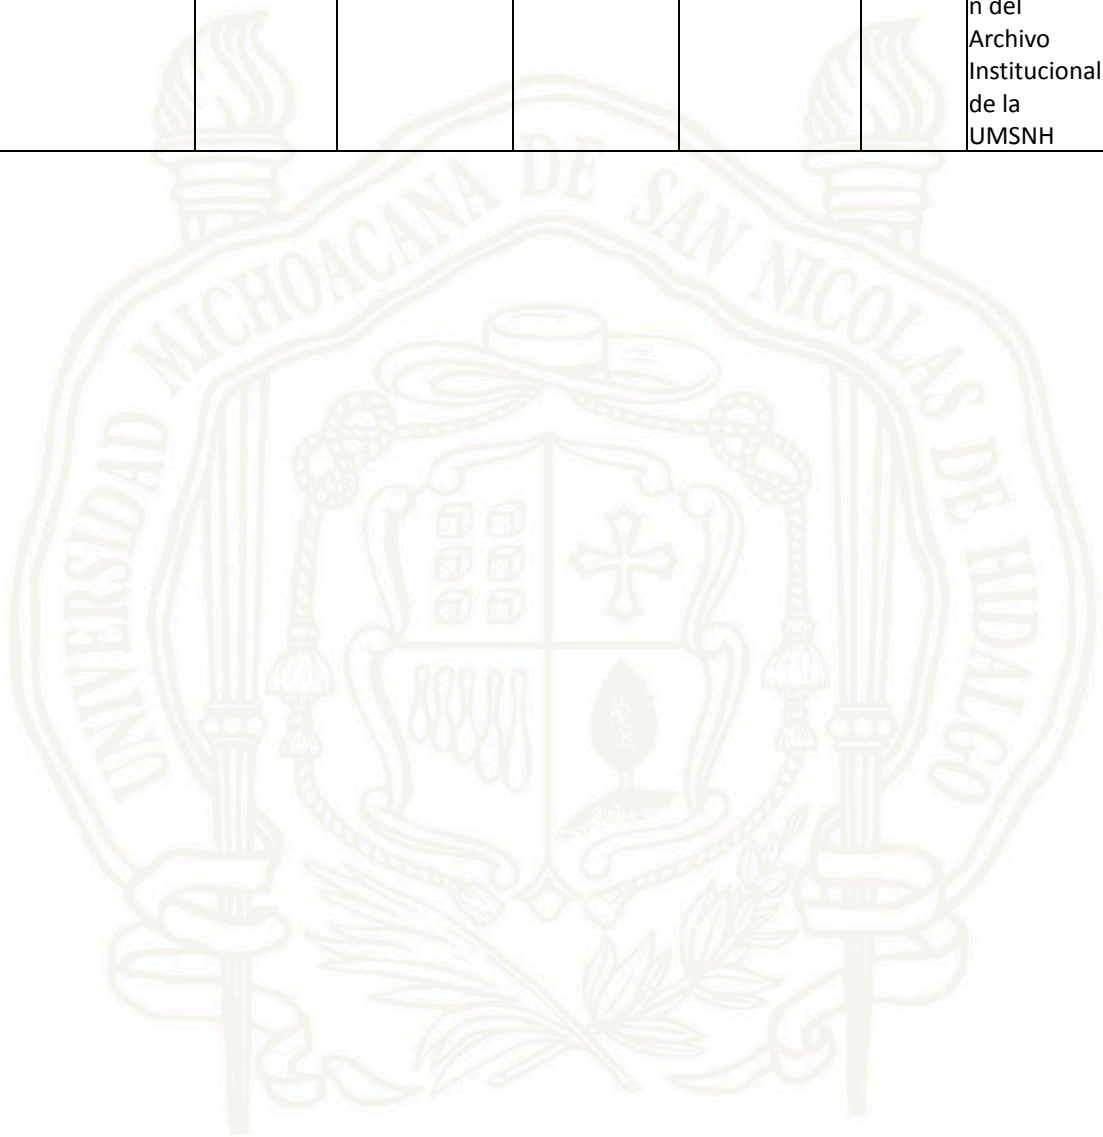 n del
Archivo
Institucional
de la
UMSNH
UNIVERSIDAD MICHOACANA DE SAN NICOLAS DE HIDALGO